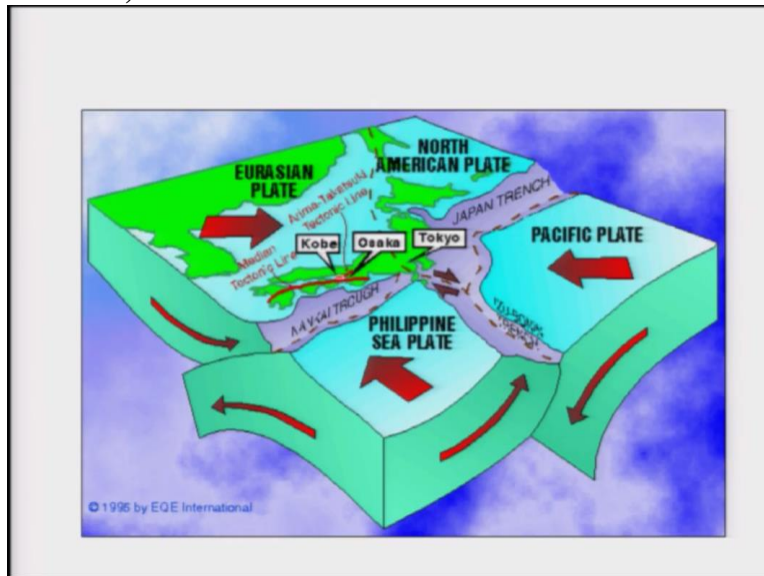 NORTH
AMERICAN PLATE
EURASIAN
PLATE
Arima-Takatsuki
Tectonic Line
JAPAN TRENCH
PACIFIC PLATE
Kobe
Osaka
Tokyo
Median
Tectonic Line
NANKAI TROUGH
PHILIPPINE
SEA PLATE
© 1995 by EQE International